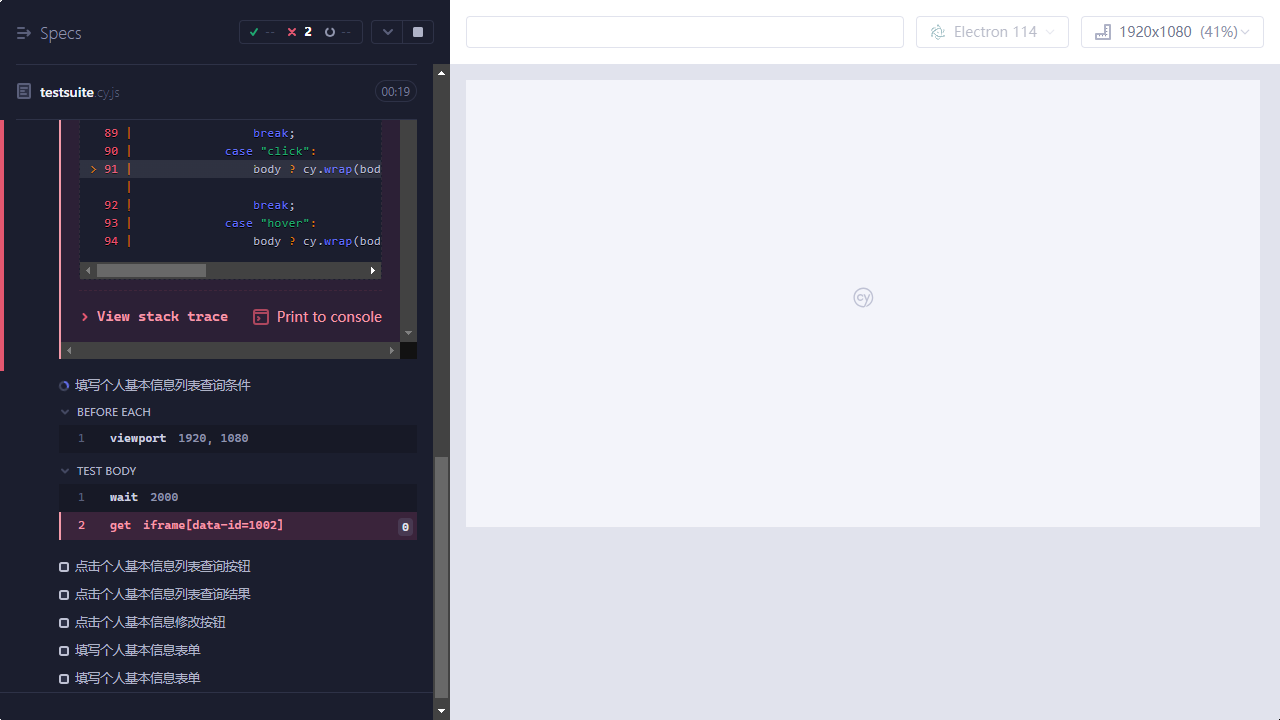 Specs
-- 2 --
testsuite.cy.js
00:19
89 | break;
90 | case "click":
> 91 | body ? cy.wrap(bod
|
92 | break;
93 | case "hover":
94 | body ? cy.wrap(bod
> View stack trace
Print to console
填写个人基本信息列表查询条件
BEFORE EACH
1 viewport 1920, 1080
TEST BODY
1 wait 2000
2 get iframe[data-id=1002] 0
点击个人基本信息列表查询按钮
点击个人基本信息列表查询结果
点击个人基本信息修改按钮
填写个人基本信息表单
填写个人基本信息表单
Electron 114
1920x1080 (41%)
cy